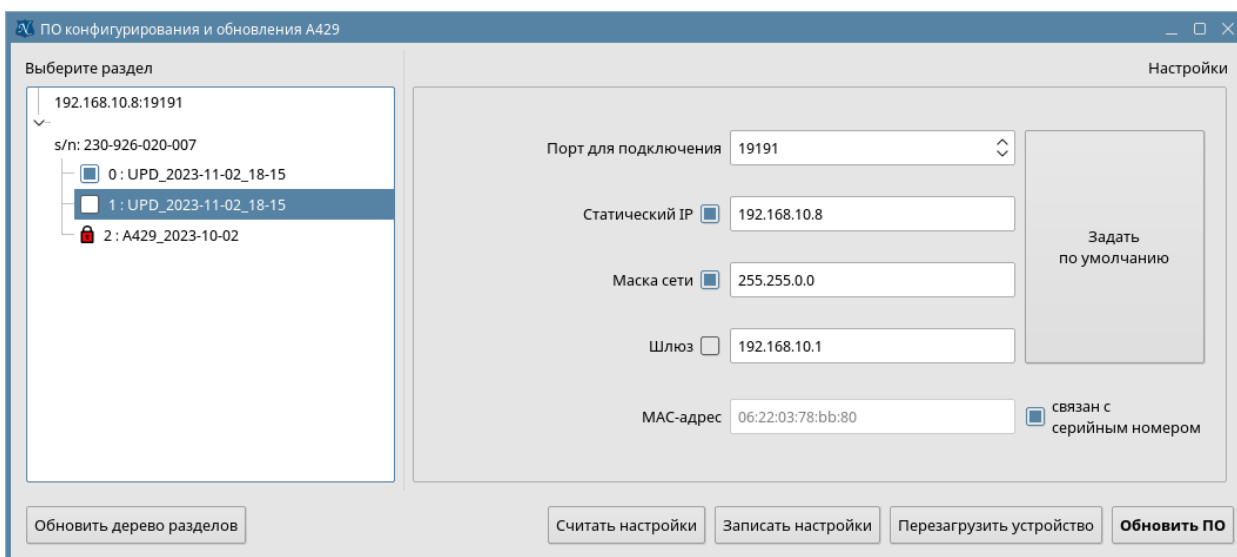 ПО конфигурирования и обновления А429
Выберите раздел
Настройки
192.168.10.8:19191
s/n: 230-926-020-007
0 : UPD_2023-11-02_18-15
1 : UPD_2023-11-02_18-15
2 : A429_2023-10-02
Порт для подключения 19191
Статический IP 192.168.10.8
Маска сети 255.255.0.0
Шлюз 192.168.10.1
MAC-адрес 06:22:03:78:bb:80
Задать
по умолчанию
связан с
серийным номером
Обновить дерево разделов
Считать настройки
Записать настройки
Перезагрузить устройство
Обновить ПО